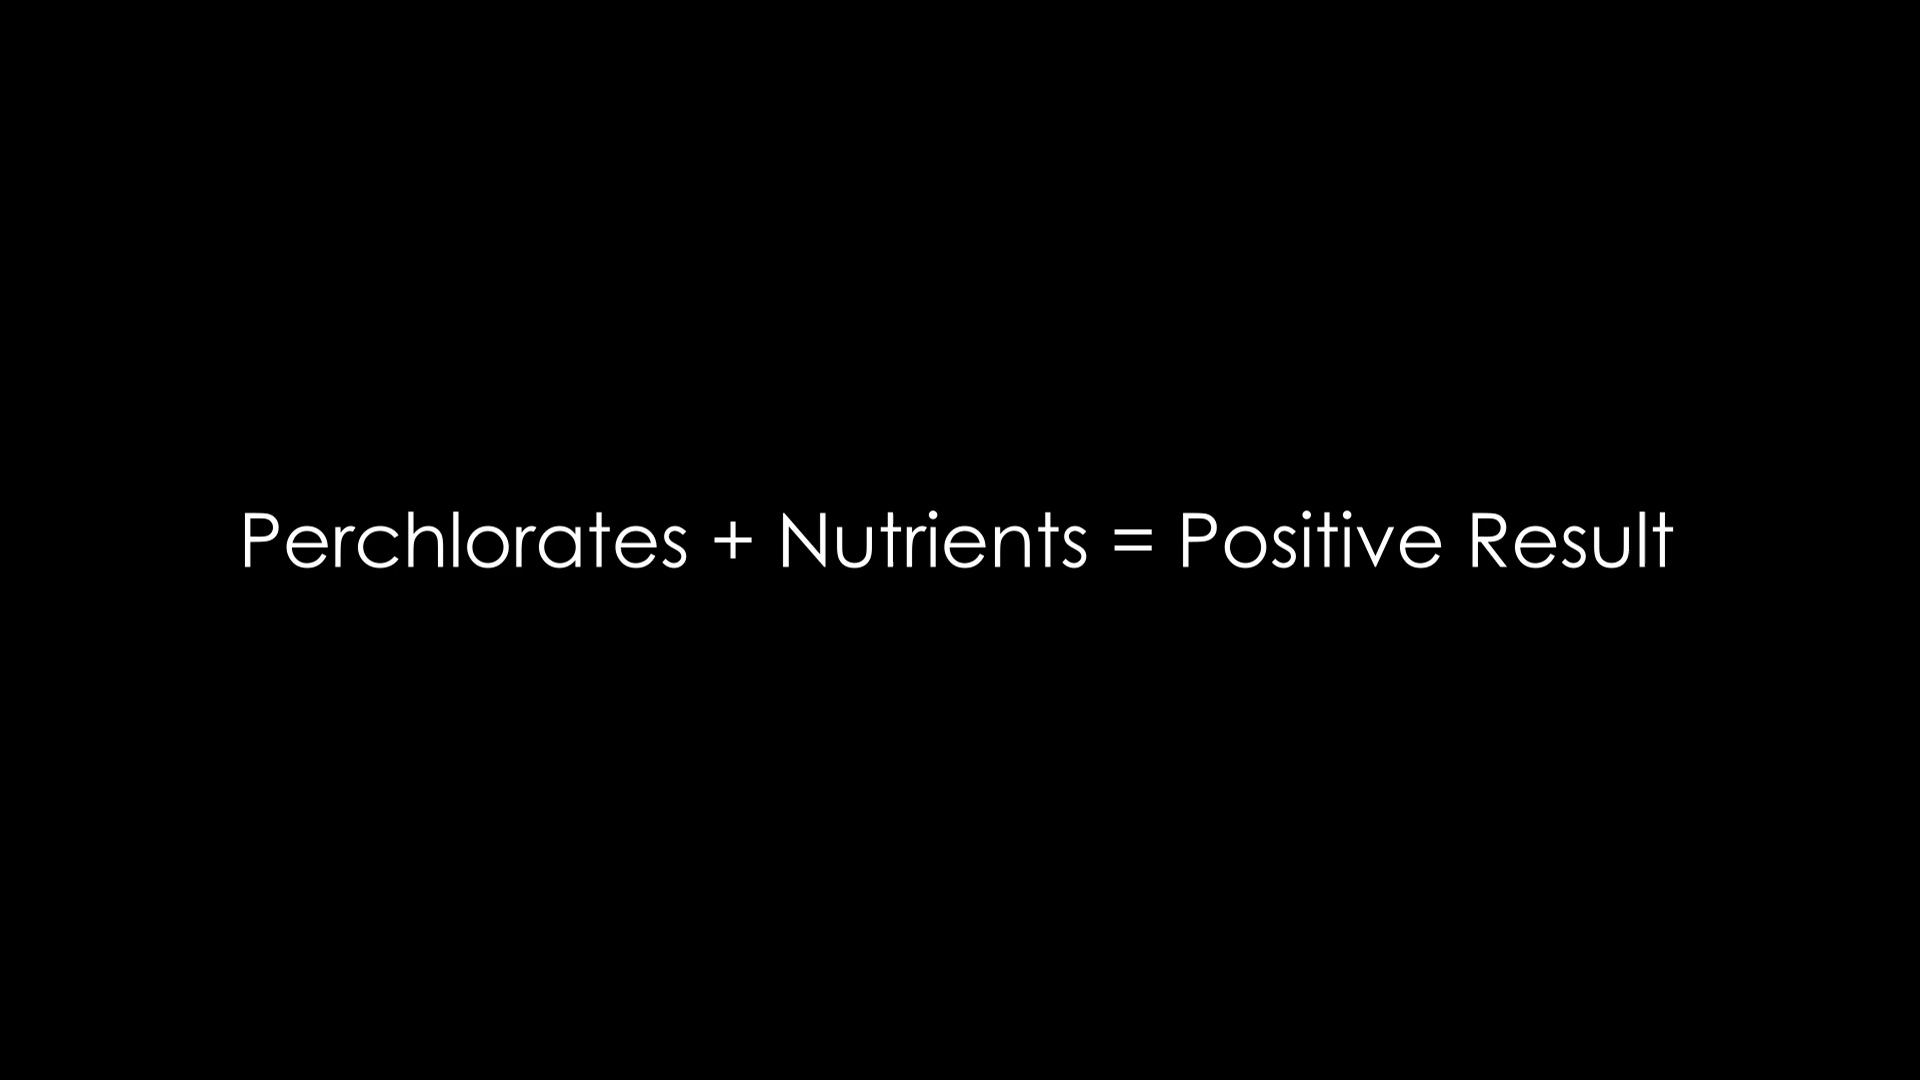 Perchlorates + Nutrients = Positive Result